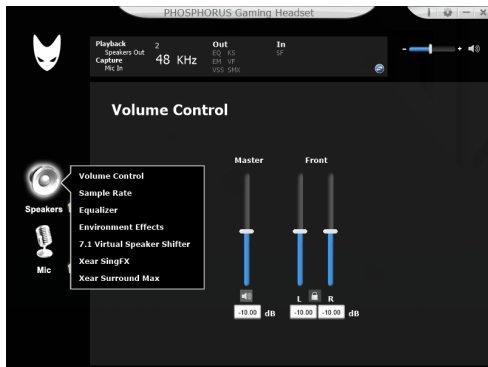 PHOSPHORUS Gaming Headset
Playback
Speakers Out
Capture
Mic In
2
48 KHz
Out
EQ KS
EM VF
VSS SMX
In
SF
- +
Volume Control
Master
Front
Speakers
Volume Control
Sample Rate
Equalizer
Environment Effects
7.1 Virtual Speaker Shifter
Xear SingFX
Xear Surround Max
Mic
L R
-10.00 dB
-10.00 -10.00 dB